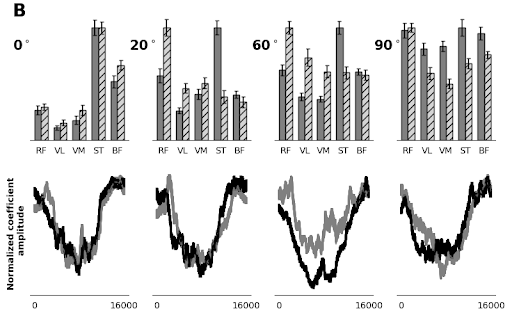 B
0° 20° 60° 90°
RF VL VM ST BF RF VL VM ST BF RF VL VM ST BF RF VL VM ST BF
Normalized coefficient
amplitude
0 16000 0 16000 0 16000 0 16000